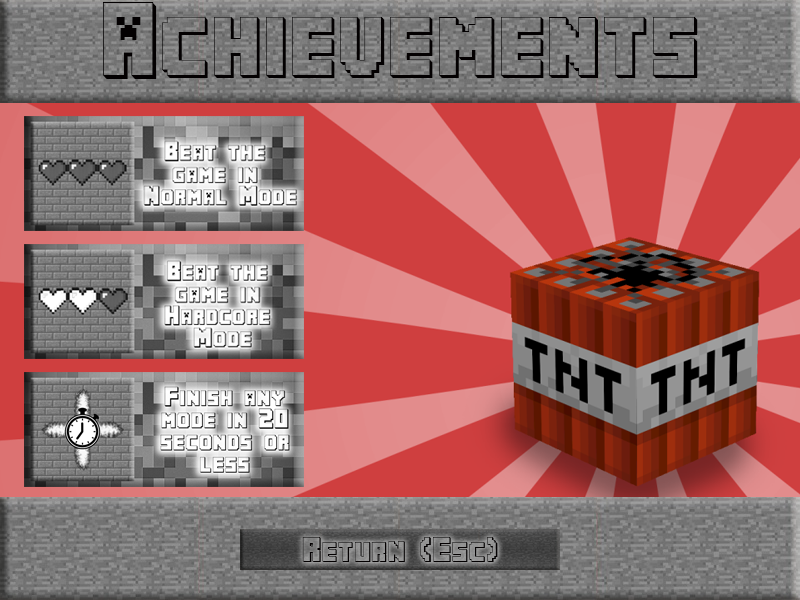 Achievements
Beat the
game in
Normal Mode
Beat the
game in
Hardcore
Mode
Finish any
mode in 20
seconds or
less
TNT TNT
Return (Esc)